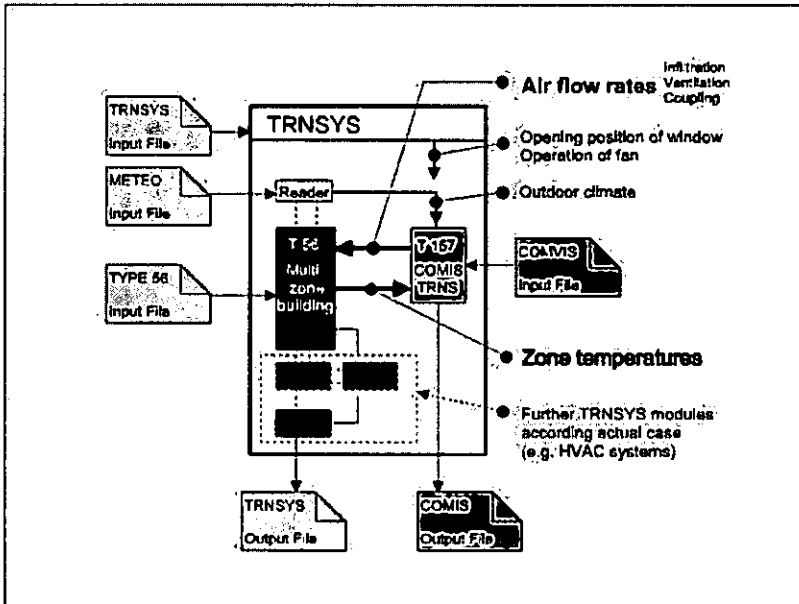 Infiltration
Air flow rates Ventilation
Coupling
TRNSYS
Input File
TRNSYS
Opening position of window
Operation of fan
METEO
Input File
Reader
Outdoor climate
T 56
Multi
zone
building
T 157
COMIS
TRNS
COMVIS
Input File
TYPE 56
Input File
Zone temperatures
Further TRNSYS modules
according actual case
(e.g. HVAC systems)
TRNSYS
Output File
COMIS
Output File